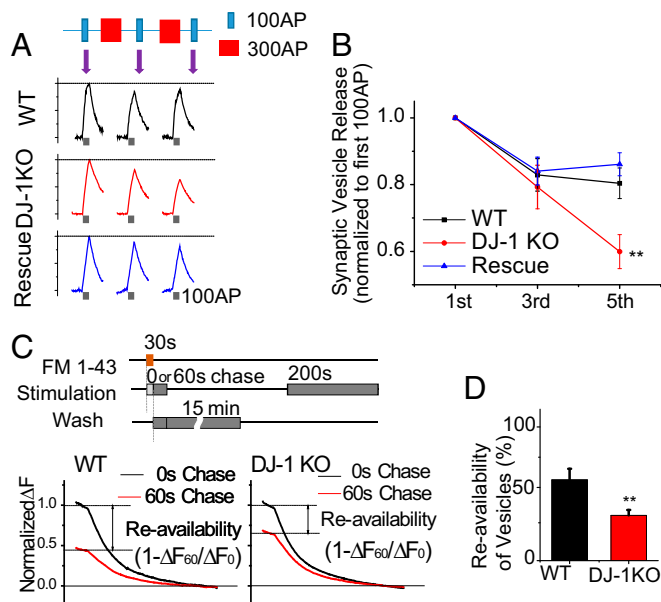 A
100AP
300AP
WT
DJ-1KO
Rescue
100AP
B
Synaptic Vesicle Release
(normalized to first 100AP)
1.0
0.8
0.6
WT
DJ-1 KO
Rescue
**
1st
3rd
5th
C
30s
FM 1-43
0 or 60s chase
200s
Stimulation
15 min
Wash
WT
0s Chase
60s Chase
Re-availability
(1-ΔF60/ΔF0)
NormalizedΔF
1.0
0.5
0.0
DJ-1 KO
0s Chase
60s Chase
Re-availability
(1-ΔF60/ΔF0)
D
Re-availability
of Vesicles (%)
100
50
0
**
WT
DJ-1KO